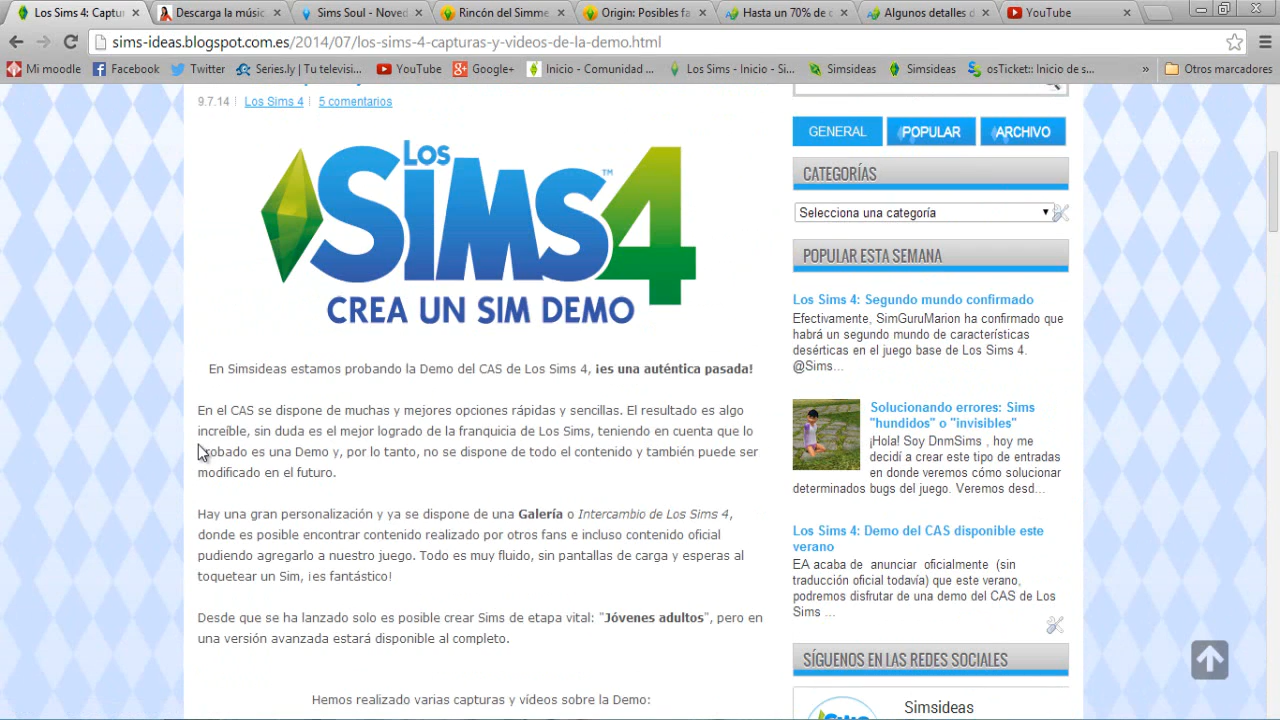 Los Sims 4: Captu
Descarga la músic
Sims Soul - Noved
Rincón del Simme
Origin: Posibles fa
Hasta un 70% de c
Algunos detalles d
YouTube
sims-ideas.blogspot.com.es/2014/07/los-sims-4-capturas-y-videos-de-la-demo.html
Mi moodle
Facebook
Twitter
Series.ly | Tu televisi...
YouTube
Google+
Inicio - Comunidad ...
Los Sims - Inicio - Si...
Simsideas
Simsideas
osTicket:: Inicio de s...
»
Otros marcadores
9.7.14
Los Sims 4
5 comentarios
LOS
SIMS 4
™
CREA UN SIM DEMO
En Simsideas estamos probando la Demo del CAS de Los Sims 4, ¡es una auténtica pasada!
En el CAS se dispone de muchas y mejores opciones rápidas y sencillas. El resultado es algo
increíble, sin duda es el mejor logrado de la franquicia de Los Sims, teniendo en cuenta que lo
probado es una Demo y, por lo tanto, no se dispone de todo el contenido y también puede ser
modificado en el futuro.
Hay una gran personalización y ya se dispone de una Galería o Intercambio de Los Sims 4,
donde es posible encontrar contenido realizado por otros fans e incluso contenido oficial
pudiendo agregarlo a nuestro juego. Todo es muy fluido, sin pantallas de carga y esperas al
toquetear un Sim, ¡es fantástico!
Desde que se ha lanzado solo es posible crear Sims de etapa vital: "Jóvenes adultos", pero en
una versión avanzada estará disponible al completo.
Hemos realizado varias capturas y vídeos sobre la Demo:
GENERAL
POPULAR
ARCHIVO
CATEGORÍAS
Selecciona una categoría
POPULAR ESTA SEMANA
Los Sims 4: Segundo mundo confirmado
Efectivamente, SimGuruMarion ha confirmado que
habrá un segundo mundo de características
desérticas en el juego base de Los Sims 4.
@Sims...
Solucionando errores: Sims
"hundidos" o "invisibles"
¡Hola! Soy DnmSims , hoy me
decidí a crear este tipo de entradas
en donde veremos cómo solucionar
determinados bugs del juego. Veremos desd...
Los Sims 4: Demo del CAS disponible este
verano
EA acaba de anunciar oficialmente (sin
traducción oficial todavía) que este verano,
podremos disfrutar de una demo del CAS de Los
Sims ...
SÍGUENOS EN LAS REDES SOCIALES
Simsideas